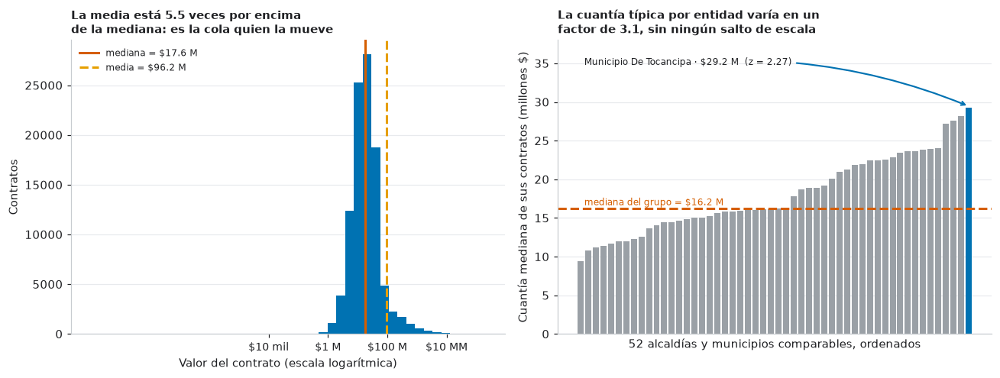 La media está 5.5 veces por encima
de la mediana: es la cola quien la mueve
mediana = $17.6 M
media = $96.2 M
Contratos
25000
20000
15000
10000
5000
0
$10 mil
$1 M
$100 M
$10 MM
Valor del contrato (escala logarítmica)
La cuantía típica por entidad varía en un
factor de 3.1, sin ningún salto de escala
Municipio De Tocancipa · $29.2 M (z = 2.27)
mediana del grupo = $16.2 M
Cuantía mediana de sus contratos (millones $)
35
30
25
20
15
10
5
0
52 alcaldías y municipios comparables, ordenados